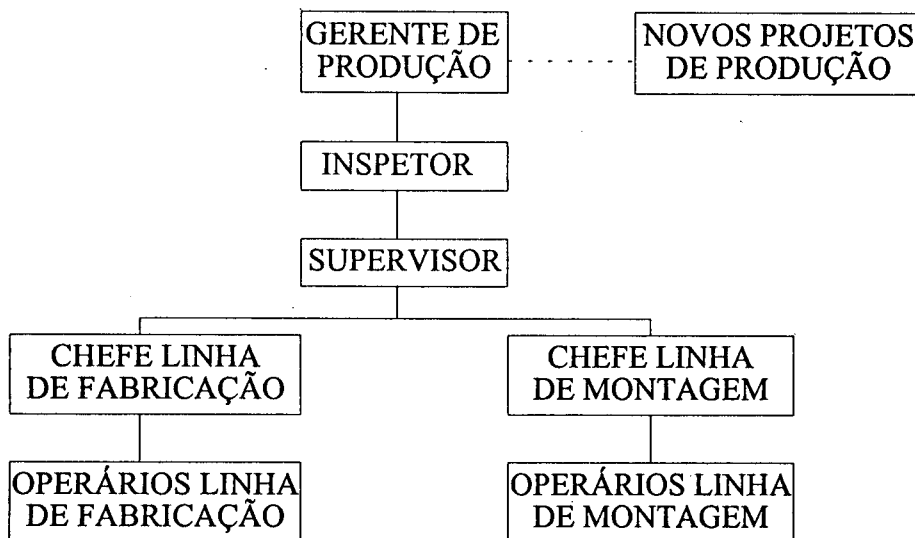 GERENTE DE
PRODUÇÃO
NOVOS PROJETOS
DE PRODUÇÃO
INSPETOR
SUPERVISOR
CHEFE LINHA
DE FABRICAÇÃO
CHEFE LINHA
DE MONTAGEM
OPERÁRIOS LINHA
DE FABRICAÇÃO
OPERÁRIOS LINHA
DE MONTAGEM